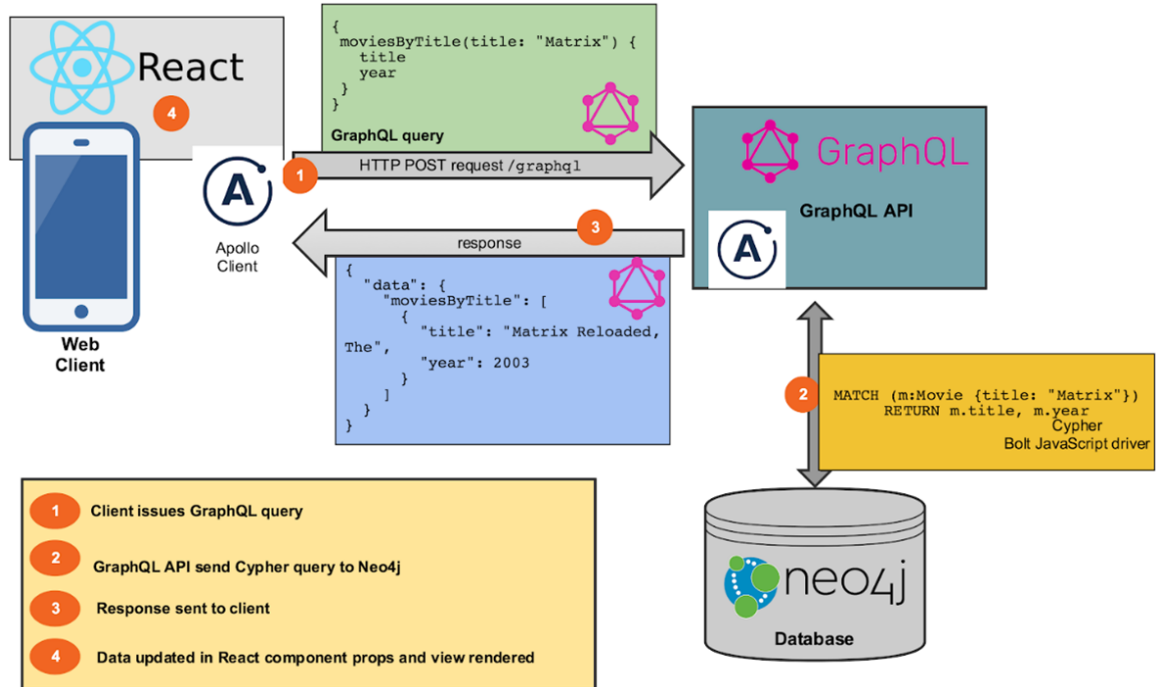 React
4
{
moviesByTitle(title: "Matrix") {
title
year
}
}
GraphQL query
1
HTTP POST request /graphql
GraphQL
GraphQL API
A
A
Apollo
Client
3
response
{
"data": {
"moviesByTitle": [
{
"title": "Matrix Reloaded,
The",
"year": 2003
}
]
}
}
Web
Client
2
MATCH (m:Movie {title: "Matrix"})
RETURN m.title, m.year
Cypher
Bolt JavaScript driver
neo4j
Database
1 Client issues GraphQL query
2 GraphQL API send Cypher query to Neo4j
3 Response sent to client
4 Data updated in React component props and view rendered